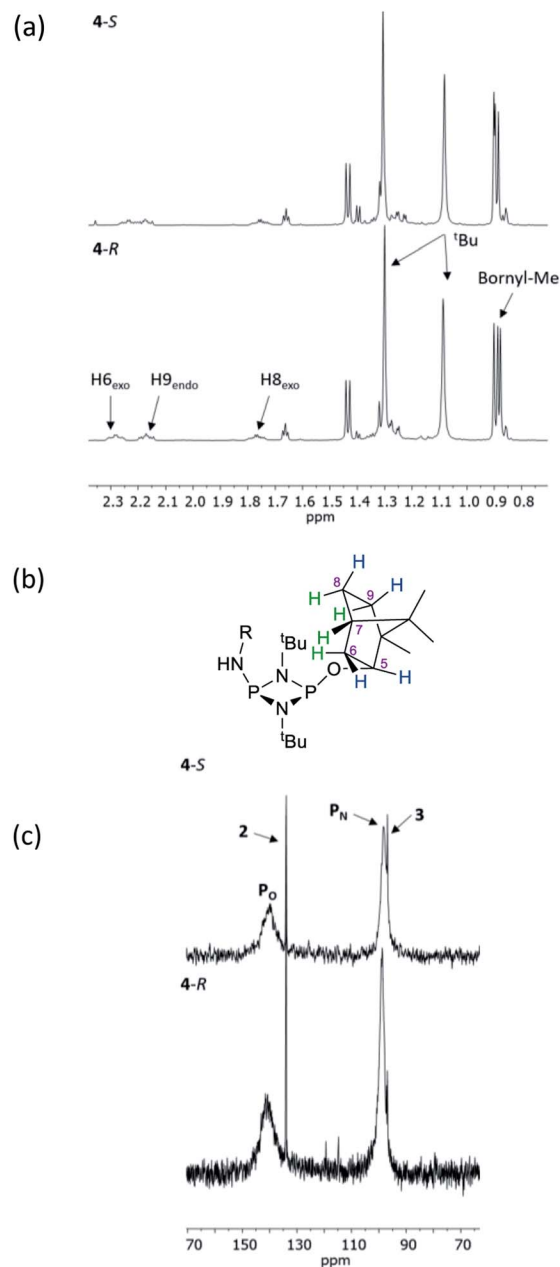 (a)
4-S
4-R
ᵗBu
Bornyl-Me
H6exo
H9endo
H8exo
2.3 2.2 2.1 2.0 1.9 1.8 1.7 1.6 1.5 1.4 1.3 1.2 1.1 1.0 0.9 0.8
ppm
(b)
H
8
H
9
H
H
R
ᵗBu
7
H
HN
H
6
N
O
5
P
P
H
H
N
ᵗBu
4-S
(c)
2
PN
3
PO
4-R
70 150 130 110 90 70
ppm